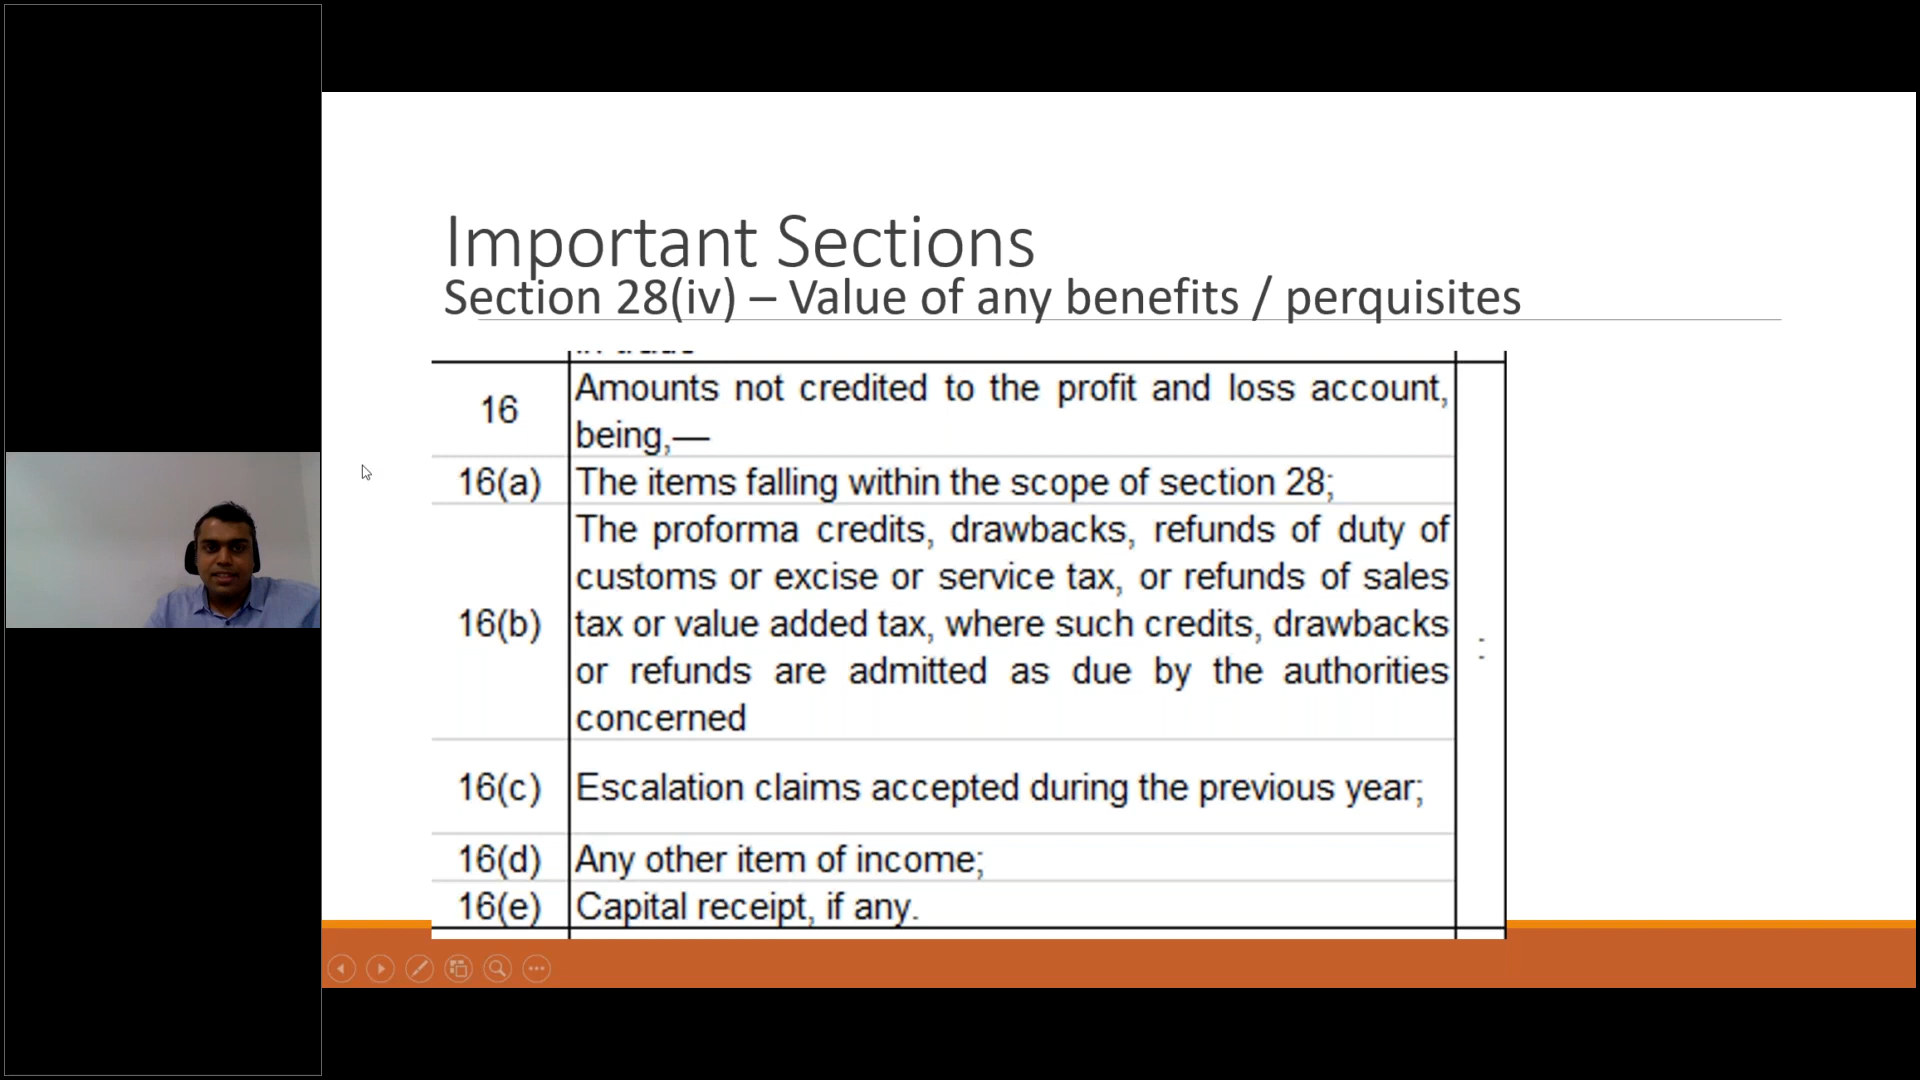 Important Sections
Section 28(iv) – Value of any benefits / perquisites
16
Amounts not credited to the profit and loss account,
being,—
16(a) The items falling within the scope of section 28;
The proforma credits, drawbacks, refunds of duty of
customs or excise or service tax, or refunds of sales
16(b) tax or value added tax, where such credits, drawbacks
or refunds are admitted as due by the authorities
concerned
16(c) Escalation claims accepted during the previous year;
16(d) Any other item of income;
16(e) Capital receipt, if any.